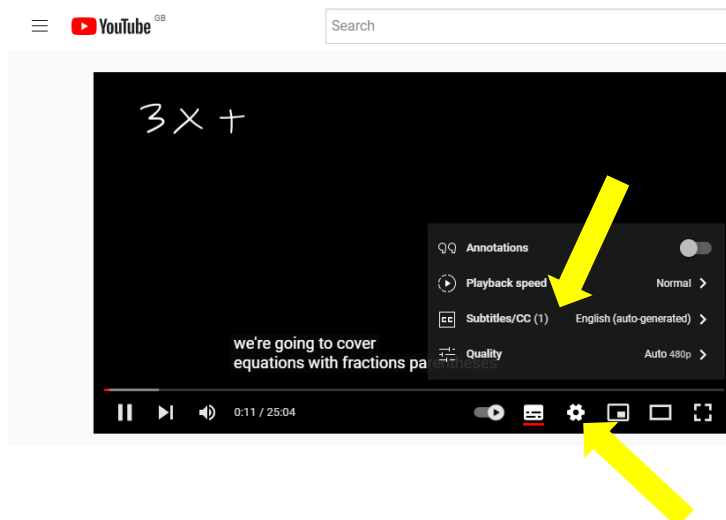 YouTube GB
Search
3x +
Annotations
Playback speed Normal
Subtitles/CC (1) English (auto-generated)
Quality Auto 480p
we're going to cover
equations with fractions parentheses
0:11 / 25:04